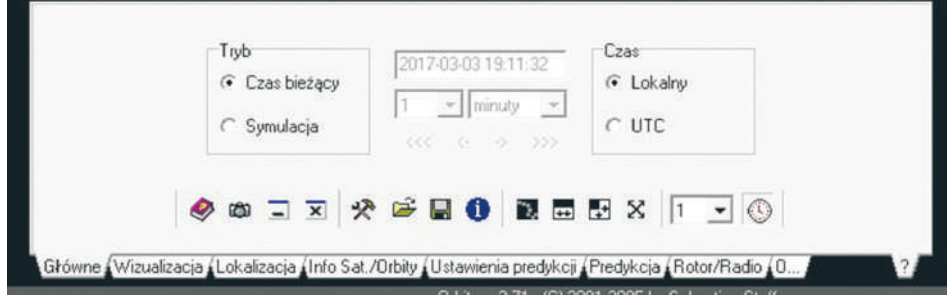 Tryb
Czas bieżący
Symulacja
2017-03-03 19:11:32
1 minuty
<<< <- -> >>>
Czas
Lokalny
UTC
1
Główne Wizualizacja Lokalizacja Info Sat./Orbity Ustawienia predykcji Predykcja Rotor/Radio O... ?